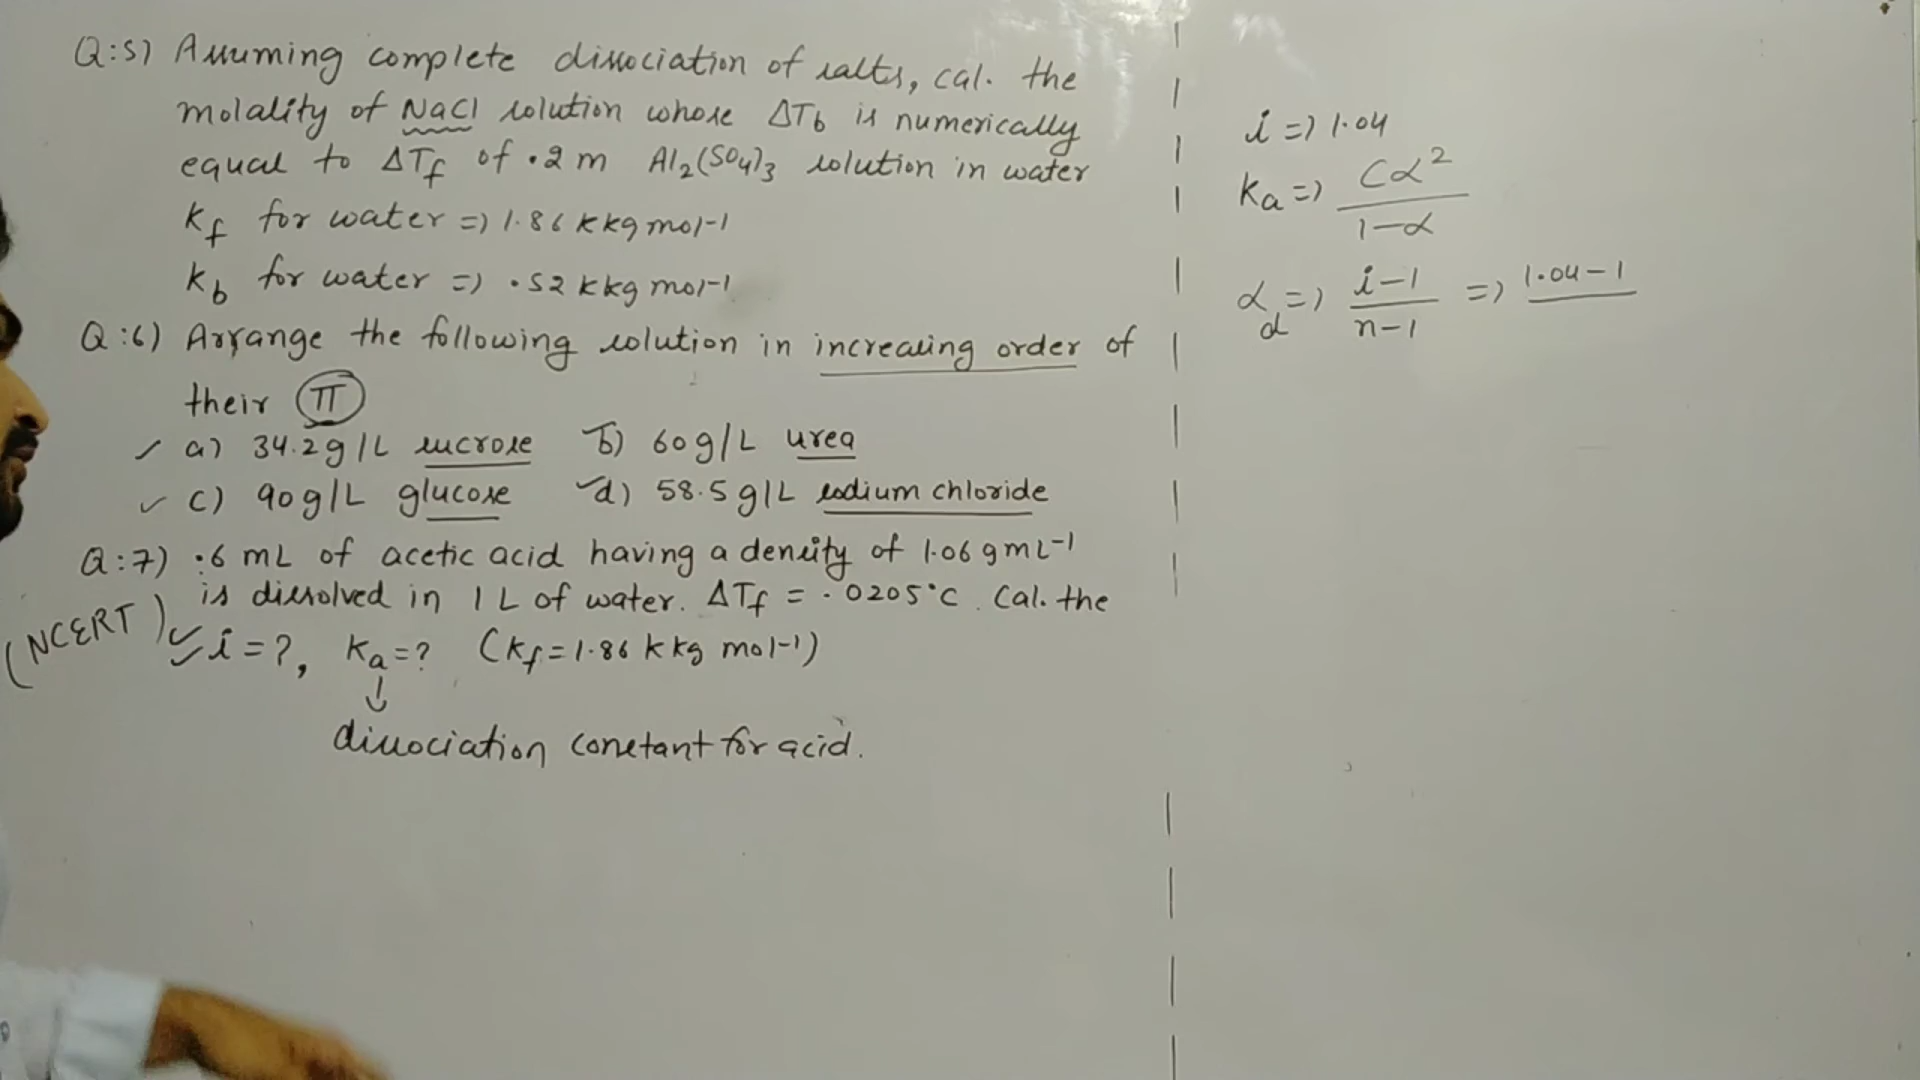 Q:5) Assuming complete dissociation of salts, cal. the
molality of NaCl solution whose ΔTb is numerically
equal to ΔTf of .2 m Al2(SO4)3 solution in water
Kf for water => 1.86 K kg mol-1
Kb for water => .52 K kg mol-1
Q:6) Arrange the following solution in increasing order of
their π
a) 34.2 g/L sucrose b) 60 g/L urea
c) 90 g/L glucose d) 58.5 g/L sodium chloride
Q:7) .6 mL of acetic acid having a density of 1.06 g mL-1
is dissolved in 1 L of water. ΔTf = .0205°C. Cal. the
(NCERT) i = ?, Ka = ? (Kf = 1.86 K kg mol-1)
↓
dissociation constant for acid.
i => 1.04
Ka => Cα²
1-α
αd => i-1 => 1.04-1
n-1